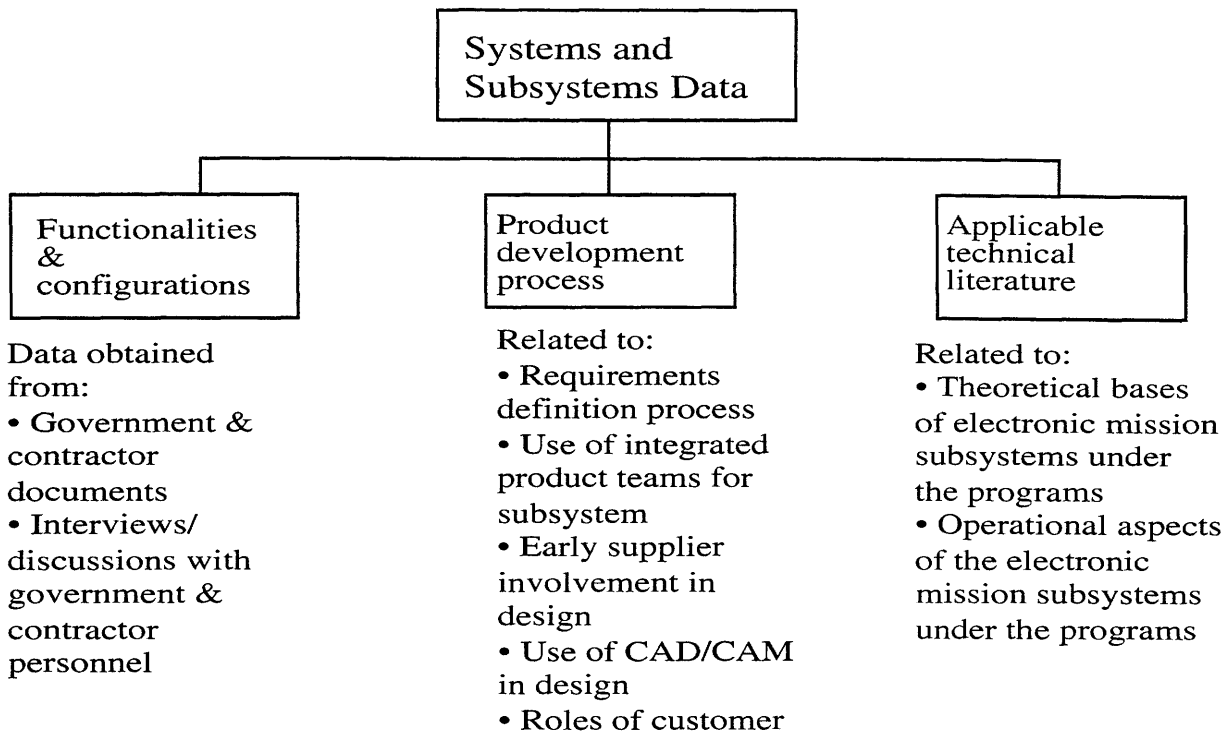 Systems and
Subsystems Data
Functionalities
&
configurations
Data obtained
from:
• Government &
contractor
documents
• Interviews/
discussions with
government &
contractor
personnel
Product
development
process
Related to:
• Requirements
definition process
• Use of integrated
product teams for
subsystem
• Early supplier
involvement in
design
• Use of CAD/CAM
in design
• Roles of customer
Applicable
technical
literature
Related to:
• Theoretical bases
of electronic mission
subsystems under
the programs
• Operational aspects
of the electronic
mission subsystems
under the programs